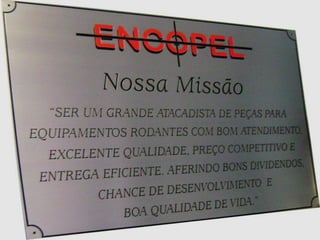 ENCOPEL
Nossa Missão
"SER UM GRANDE ATACADISTA DE PEÇAS PARA
EQUIPAMENTOS RODANTES COM BOM ATENDIMENTO,
EXCELENTE QUALIDADE, PREÇO COMPETITIVO E
ENTREGA EFICIENTE. AFERINDO BONS DIVIDENDOS,
CHANCE DE DESENVOLVIMENTO E
BOA QUALIDADE DE VIDA."